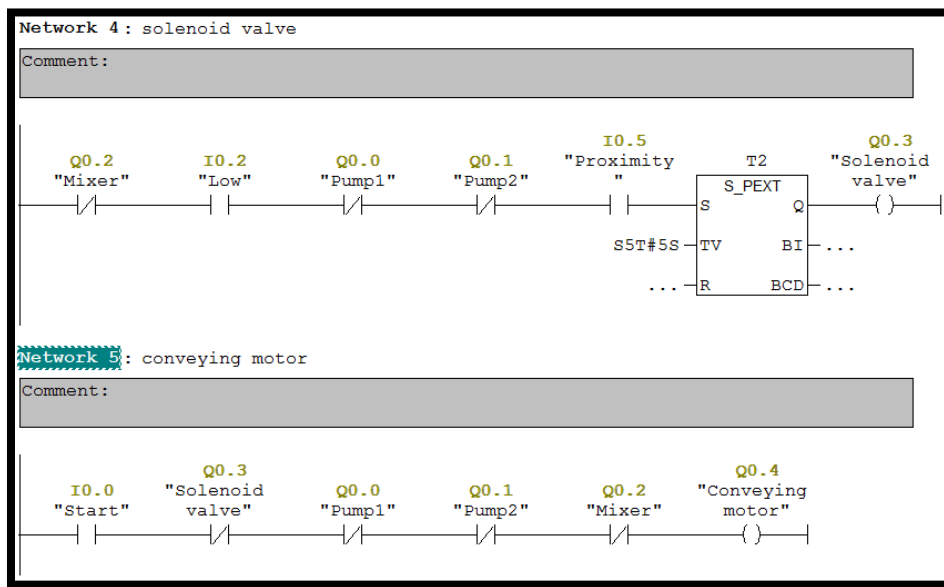 Network 4: solenoid valve
Comment:
I0.5 Q0.3
Q0.2 I0.2 Q0.0 Q0.1 "Proximity T2 "Solenoid
"Mixer" "Low" "Pump1" "Pump2" " valve"
S_PEXT
S Q
S5T#5S TV BI ...
... R BCD ...
Network 5: conveying motor
Comment:
Q0.3 Q0.4
I0.0 "Solenoid Q0.0 Q0.1 Q0.2 "Conveying
"Start" valve" "Pump1" "Pump2" "Mixer" motor"